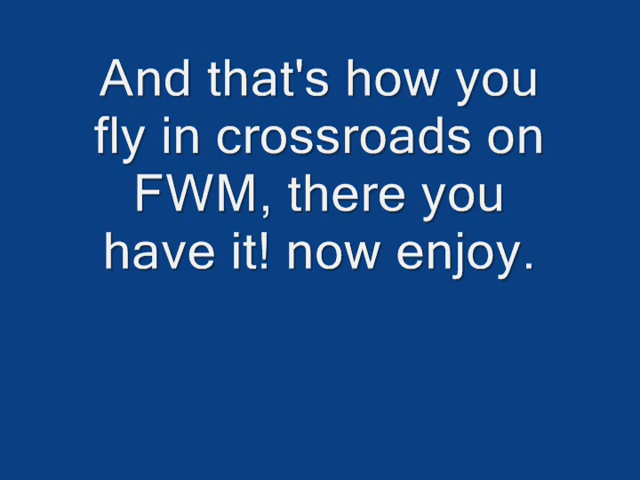 And that's how you
fly in crossroads on
FWM, there you
have it! now enjoy.